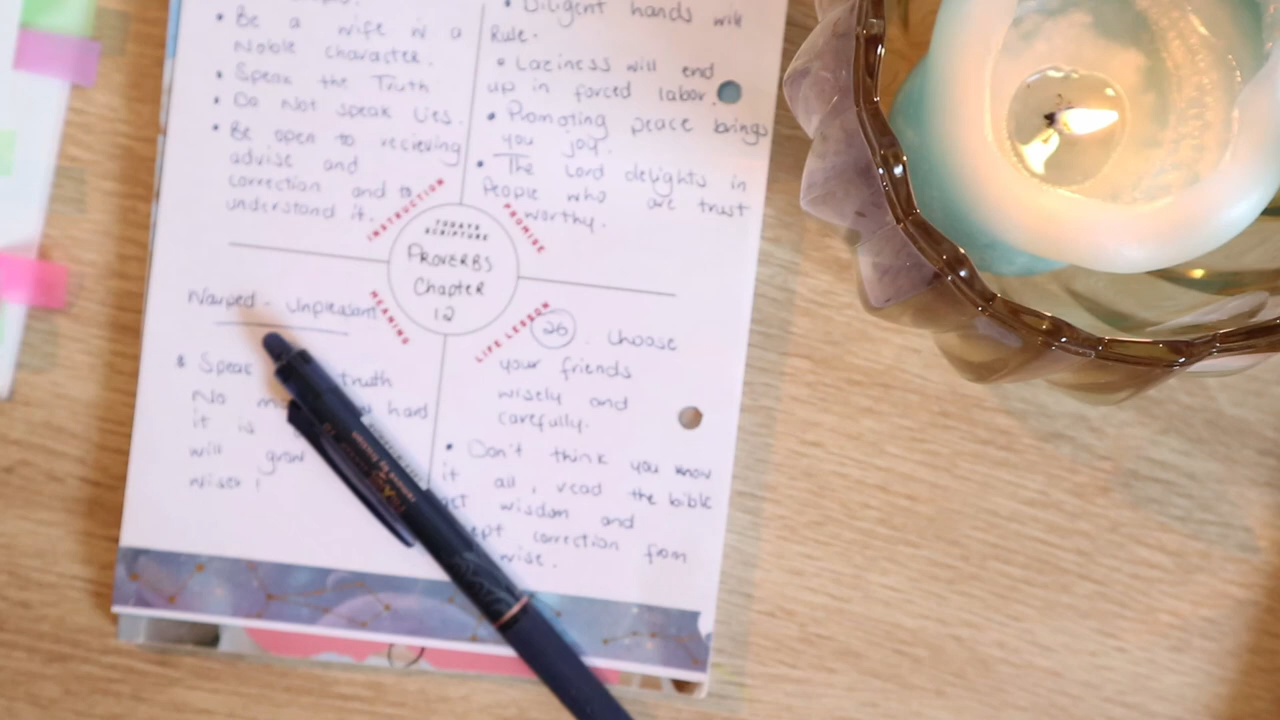 • Be a wife in a
Noble character.
• Speak the Truth
• Do Not speak Lies.
• Be open to recieving
advise and
correction and to
understand it.
• Diligent hands will
Rule.
• Laziness will end
up in forced labor.
• Promoting peace brings
you joy.
• The Lord delights in
People who are trust
worthy.
INSTRUCTION
PROMISE
TODAYS
SCRIPTURE
PROVERBS
Chapter
12
MEANING
LIFE LESSON
Warped - Unpleasant
• Speak truth
No hard
it is
will grow
wiser!
26. Choose
your friends
wisely and
carefully.
• Don't think you know
it all, read the bible
get wisdom and
correction from
wise.